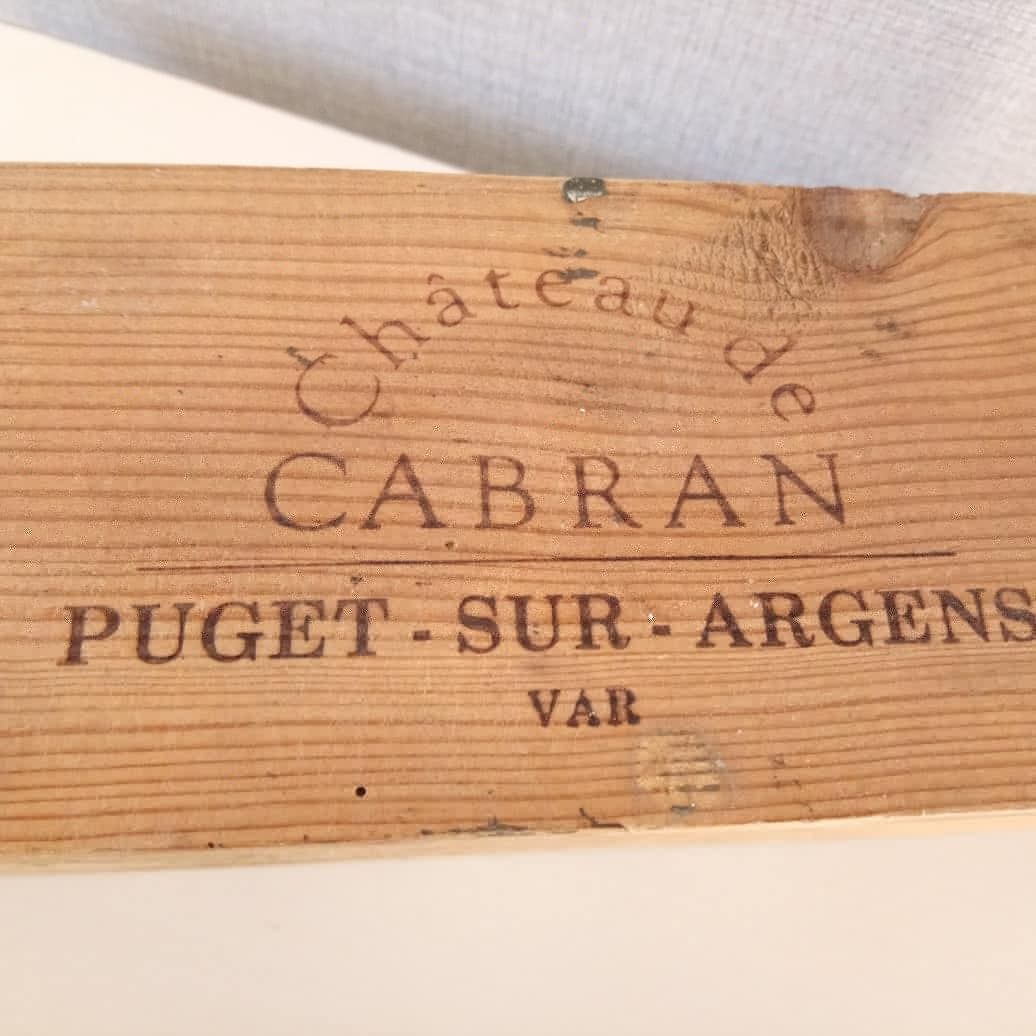 Château de
CABRAN
PUGET-SUR-ARGENS
VAR